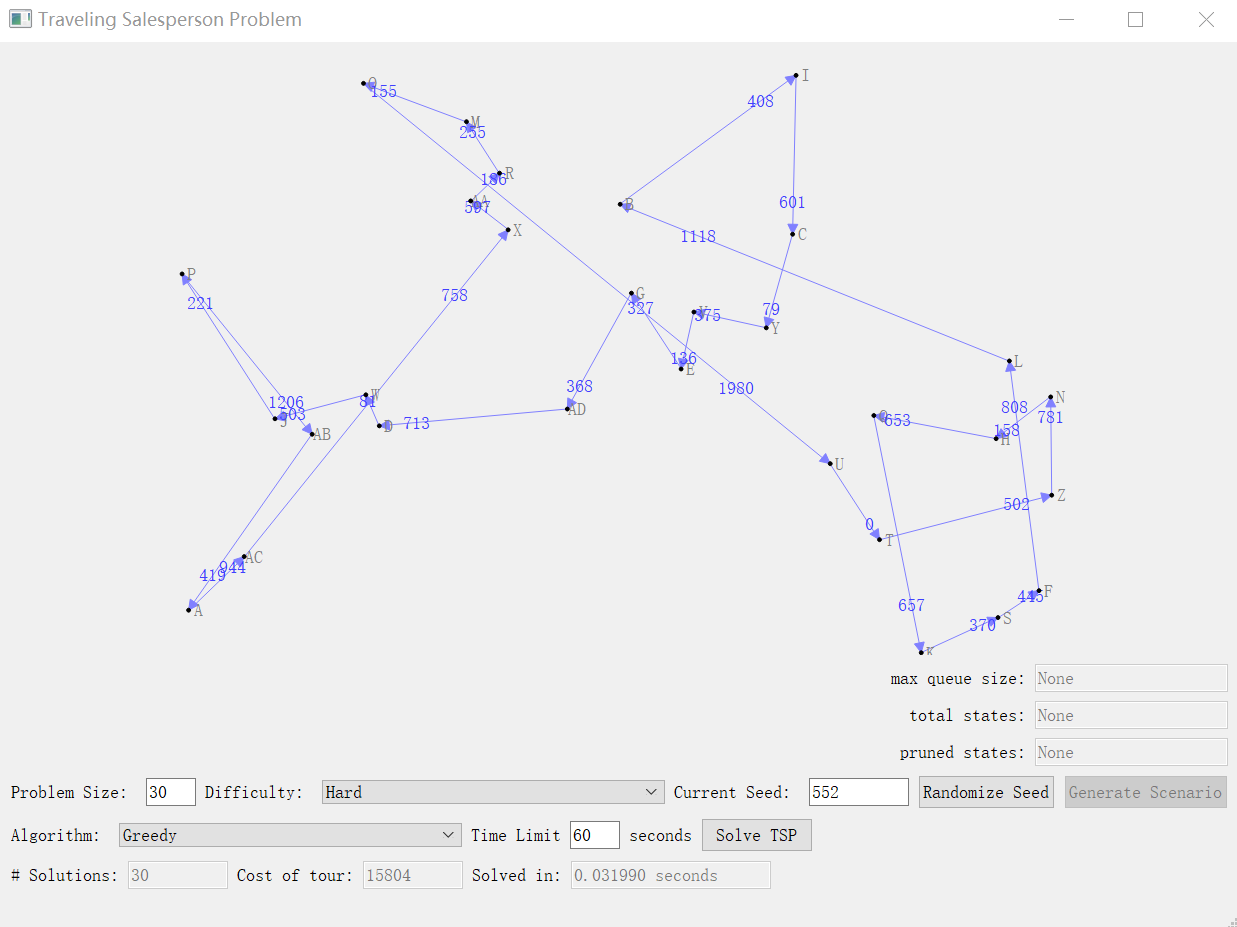 Traveling Salesperson Problem
I
155
408
M
255
R
186
AA
597
B
601
X
C
1118
P
221
758
G
327
79
375
Y
136
E
L
368
1980
1206
W
81
N
808
AD
503
J
713
D
653
781
158
H
AB
U
Z
502
0
T
AC
944
419
F
445
657
A
S
370
K
max queue size: None
total states: None
pruned states: None
Problem Size: 30 Difficulty: Hard Current Seed: 552 Randomize Seed Generate Scenario
Algorithm: Greedy Time Limit 60 seconds Solve TSP
# Solutions: 30 Cost of tour: 15804 Solved in: 0.031990 seconds